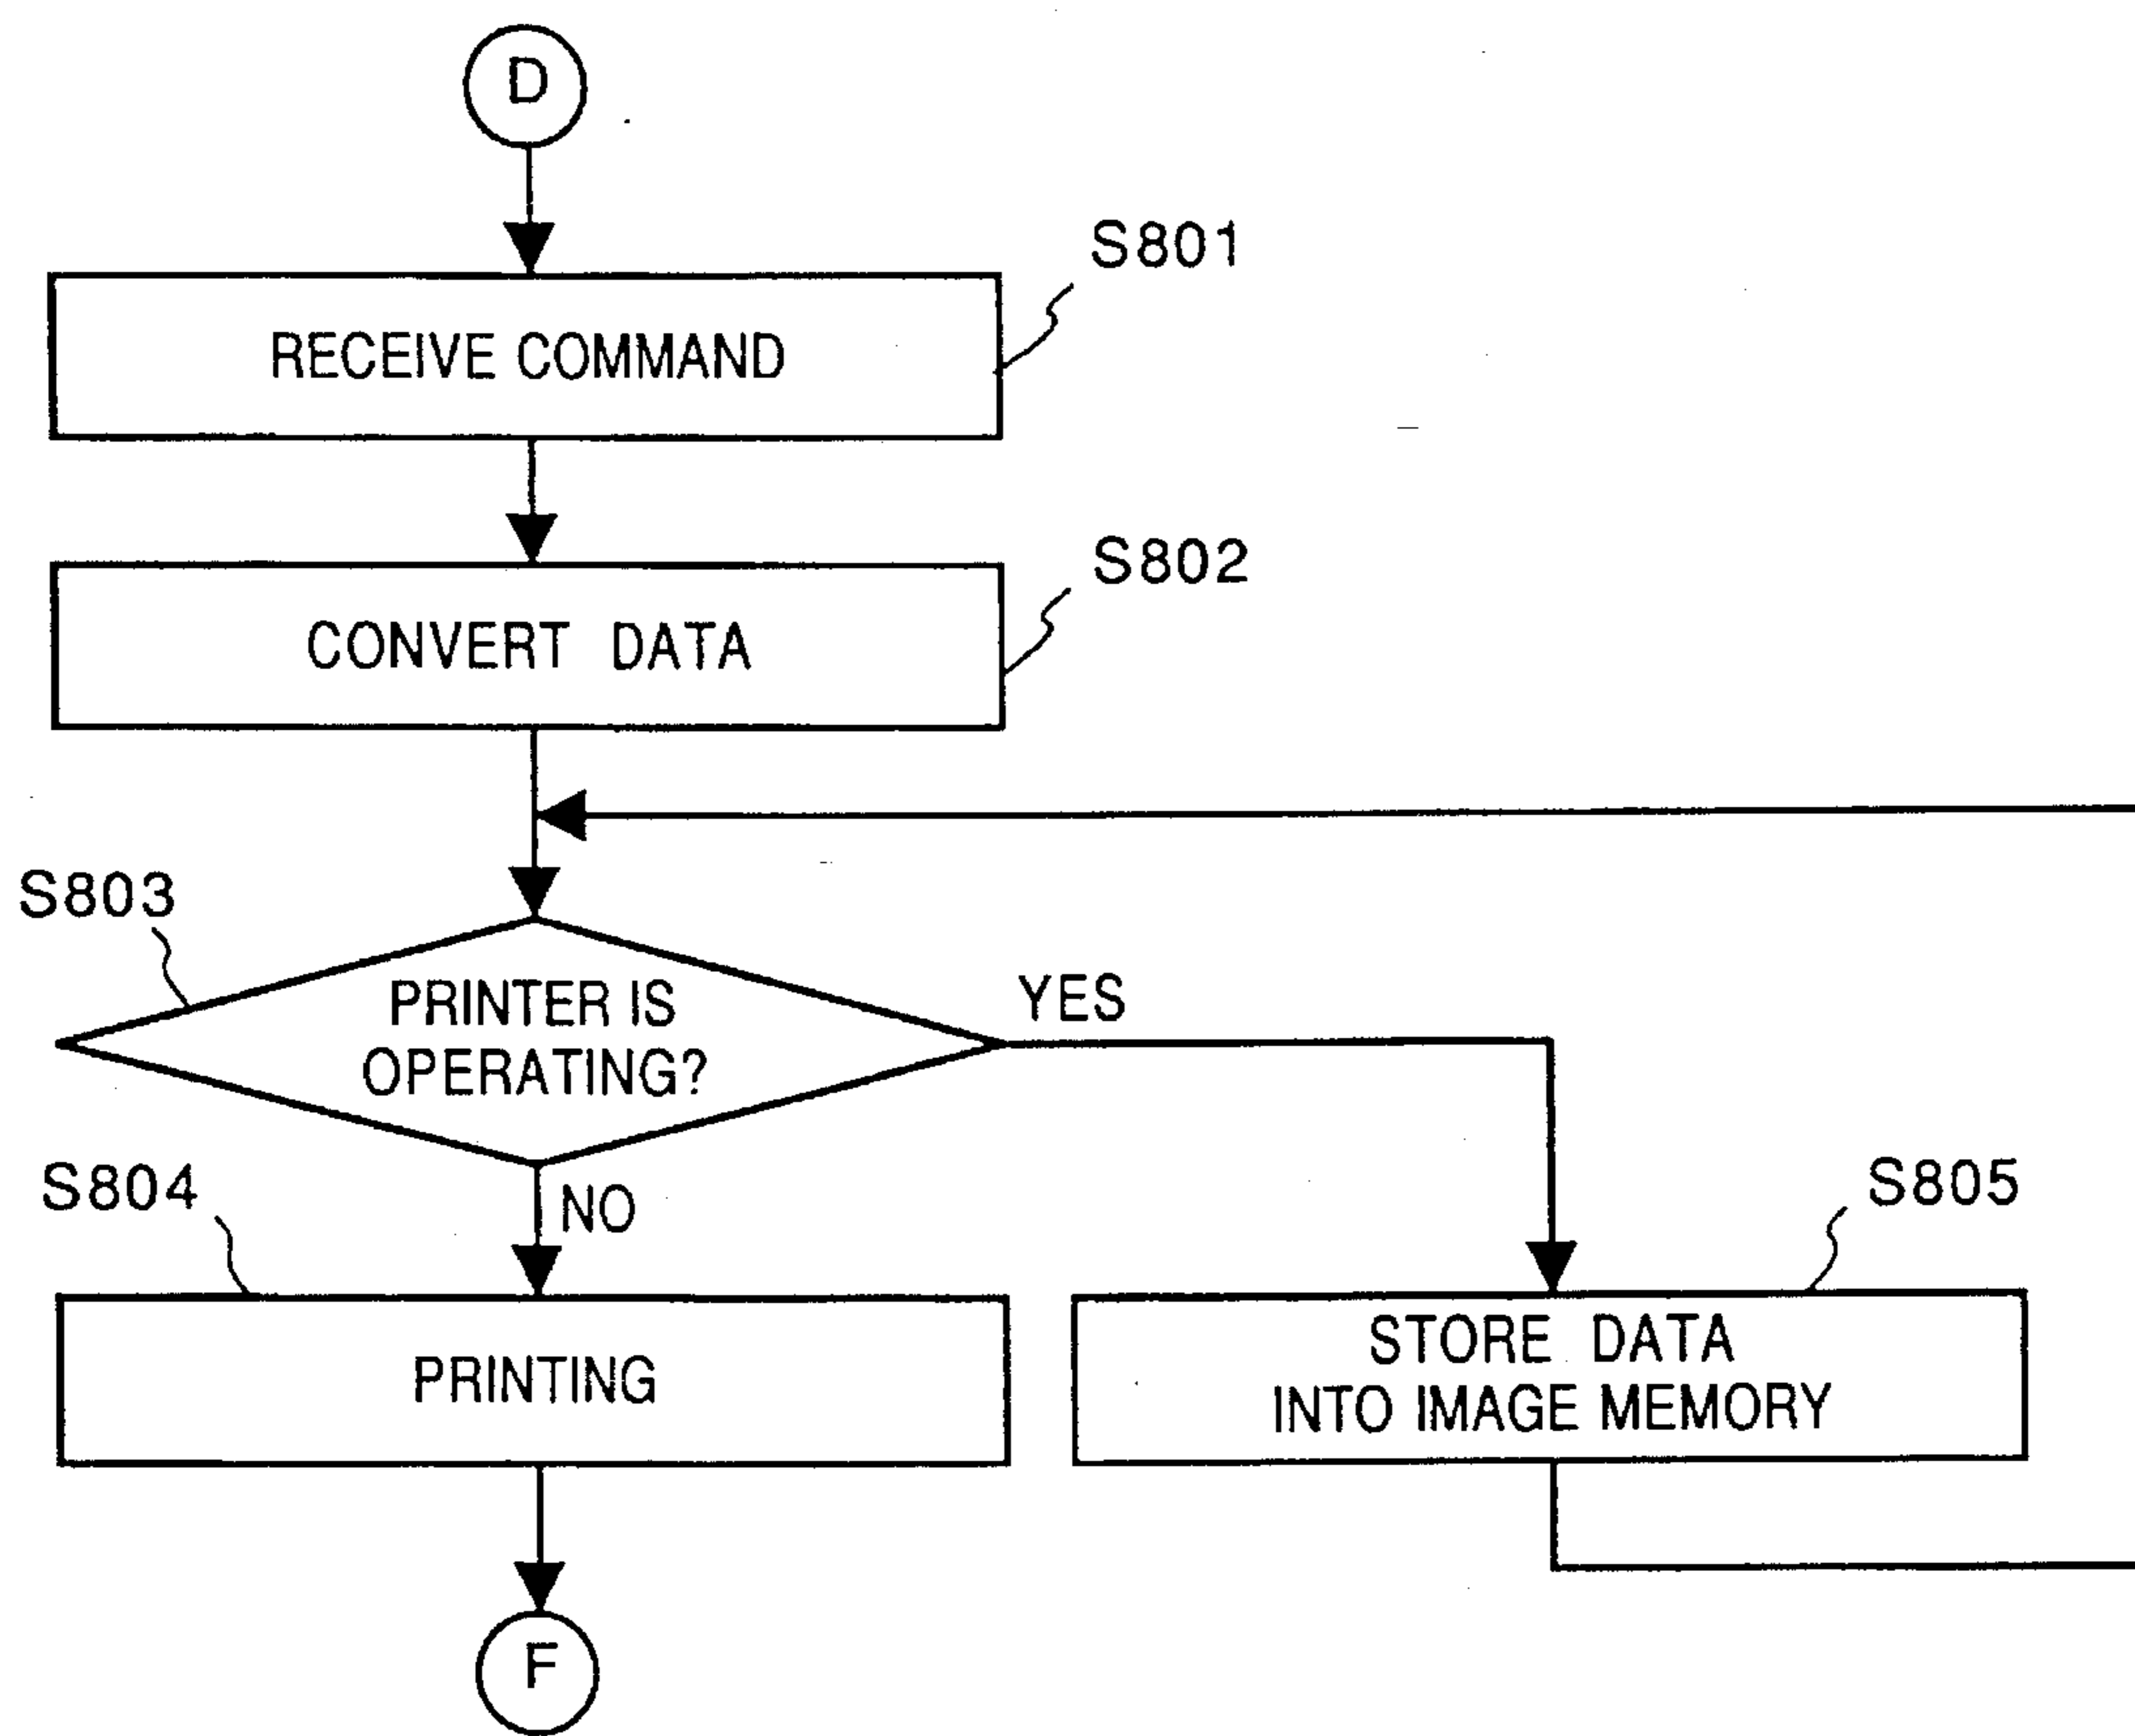 D
S801
RECEIVE COMMAND
S802
CONVERT DATA
S803
PRINTER IS
OPERATING?
YES
NO
S804
PRINTING
S805
STORE DATA
INTO IMAGE MEMORY
F